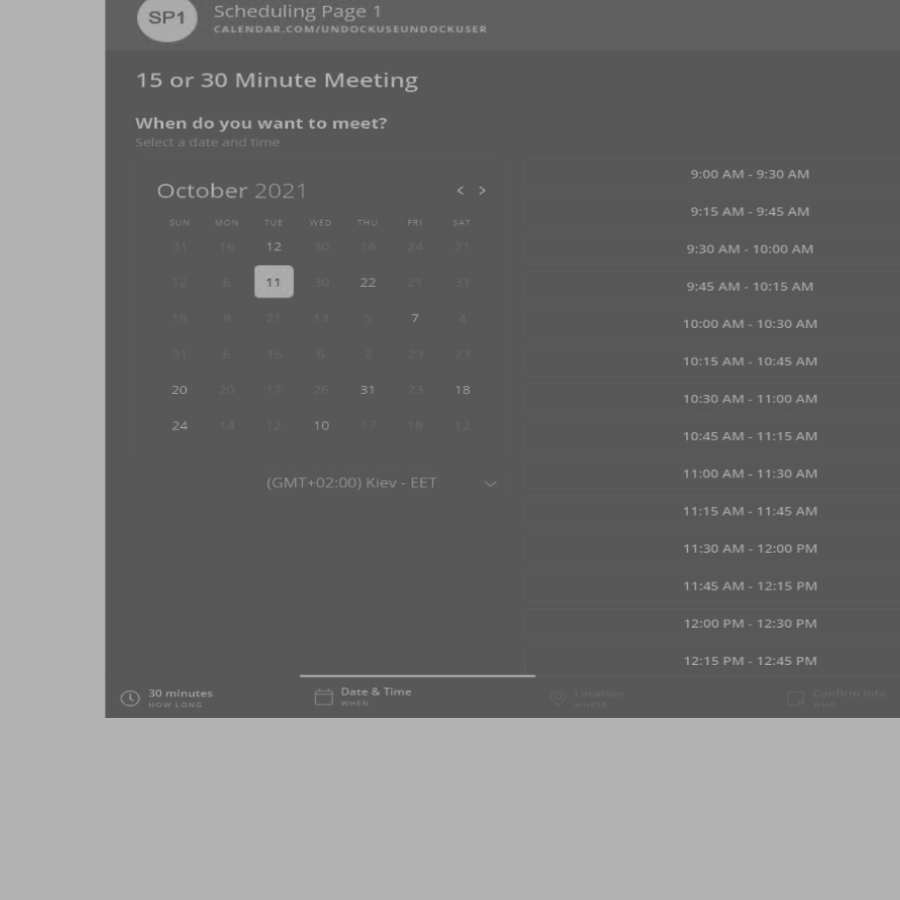 SP1
Scheduling Page 1
CALENDAR.COM/UNDOCKUSEUNDOCKUSER
15 or 30 Minute Meeting
When do you want to meet?
Select a date and time
October 2021 < >
SUN MON TUE WED THU FRI SAT
31 16 12 30 16 24 21
12 6 11 30 22 21 31
19 8 21 13 5 7 4
31 6 15 6 2 23 23
20 20 17 26 31 23 18
24 14 12 10 17 18 12
(GMT+02:00) Kiev - EET
9:00 AM - 9:30 AM
9:15 AM - 9:45 AM
9:30 AM - 10:00 AM
9:45 AM - 10:15 AM
10:00 AM - 10:30 AM
10:15 AM - 10:45 AM
10:30 AM - 11:00 AM
10:45 AM - 11:15 AM
11:00 AM - 11:30 AM
11:15 AM - 11:45 AM
11:30 AM - 12:00 PM
11:45 AM - 12:15 PM
12:00 PM - 12:30 PM
12:15 PM - 12:45 PM
30 minutes
HOW LONG
Date & Time
WHEN
Location
WHERE
Confirm Info
WHO